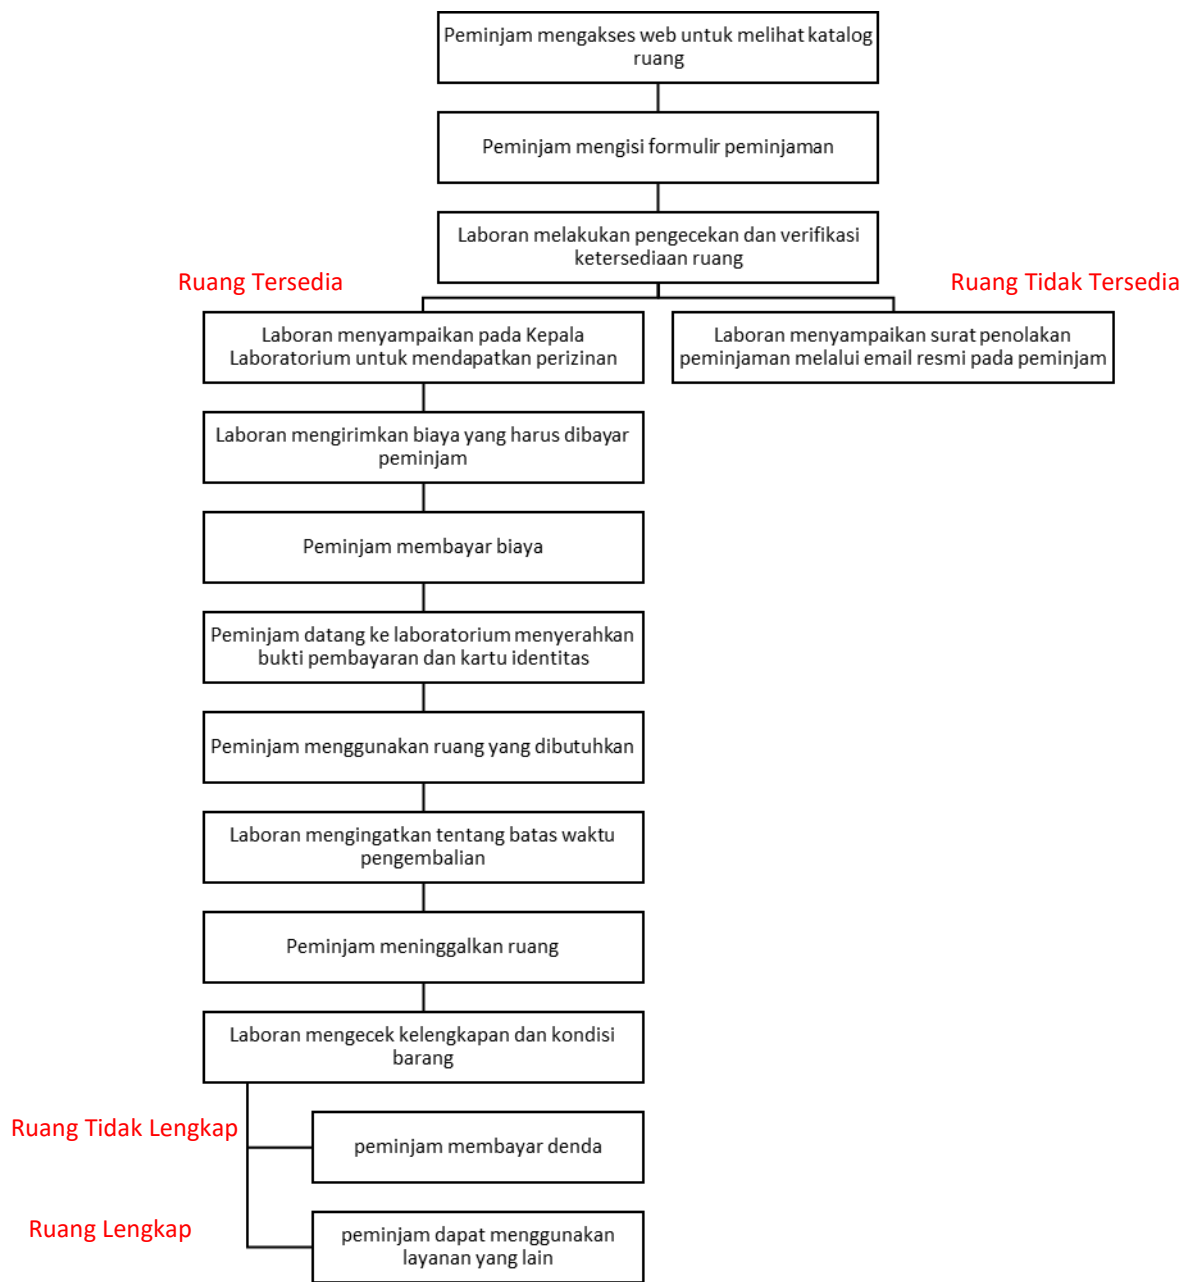 Peminjam mengakses web untuk melihat katalog
ruang
Peminjam mengisi formulir peminjaman
Laboran melakukan pengecekan dan verifikasi
ketersediaan ruang
Ruang Tersedia
Ruang Tidak Tersedia
Laboran menyampaikan pada Kepala
Laboratorium untuk mendapatkan perizinan
Laboran menyampaikan surat penolakan
peminjaman melalui email resmi pada peminjam
Laboran mengirimkan biaya yang harus dibayar
peminjam
Peminjam membayar biaya
Peminjam datang ke laboratorium menyerahkan
bukti pembayaran dan kartu identitas
Peminjam menggunakan ruang yang dibutuhkan
Laboran mengingatkan tentang batas waktu
pengembalian
Peminjam meninggalkan ruang
Laboran mengecek kelengkapan dan kondisi
barang
Ruang Tidak Lengkap
peminjam membayar denda
Ruang Lengkap
peminjam dapat menggunakan
layanan yang lain